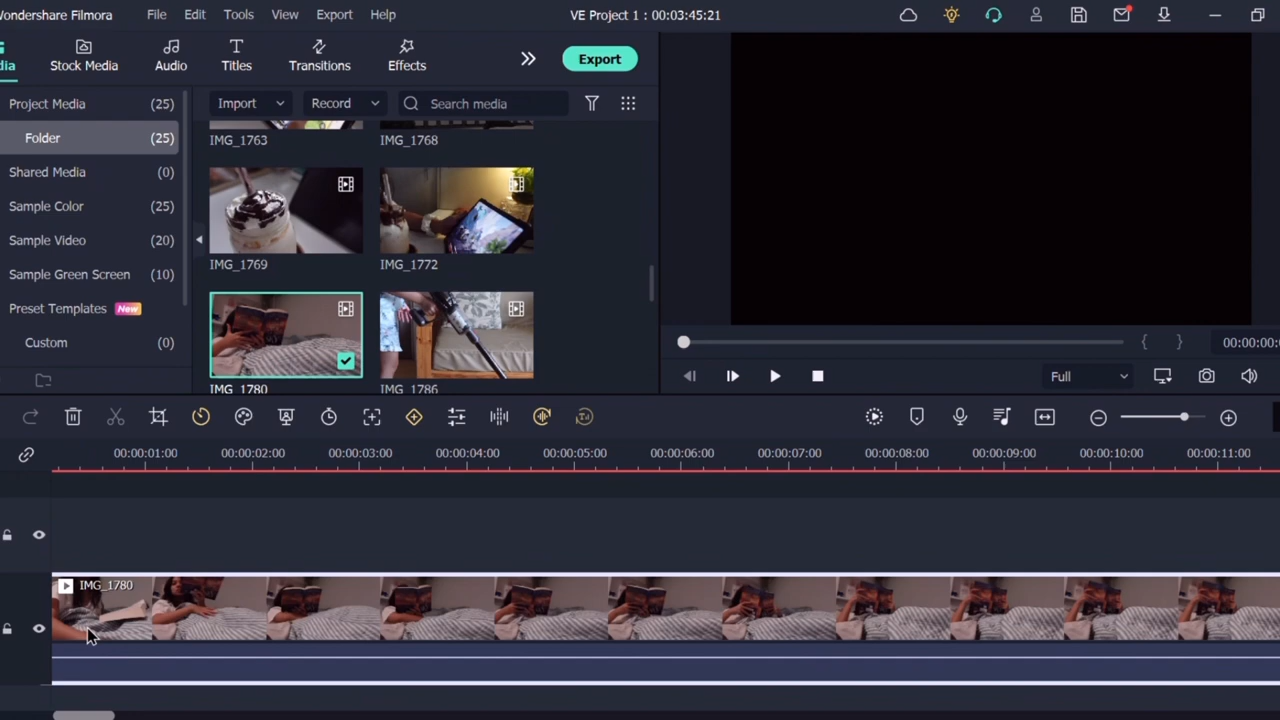 Wondershare Filmora File Edit Tools View Export Help VE Project 1 : 00:03:45:21
dia Stock Media Audio Titles Transitions Effects Export
Project Media (25) Import Record Search media
Folder (25) IMG_1763 IMG_1768
Shared Media (0)
Sample Color (25)
Sample Video (20)
IMG_1769 IMG_1772
Sample Green Screen (10)
Preset Templates New
Custom (0) 00:00:00:
Full
IMG_1780 IMG_1786
00:00:01:00 00:00:02:00 00:00:03:00 00:00:04:00 00:00:05:00 00:00:06:00 00:00:07:00 00:00:08:00 00:00:09:00 00:00:10:00 00:00:11:00
IMG_1780